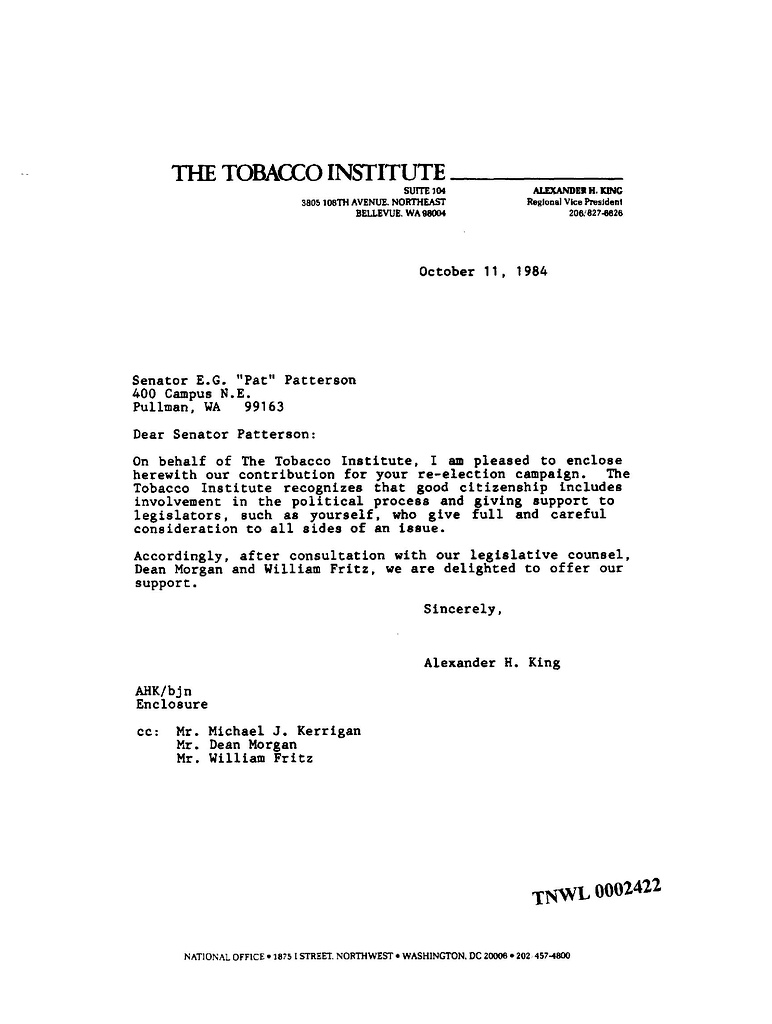 THE TOBACCO INSTITUTE
SUITE 104
3805 108TH AVENUE, NORTHEAST
BELLEVUE, WA 98004
ALEXANDER H. KING
Regional Vice President
206/827-6626
October 11, 1984
Senator E.G. "Pat" Patterson
400 Campus N.E.
Pullman, WA 99163
Dear Senator Patterson:
On behalf of The Tobacco Institute, I am pleased to enclose
herewith our contribution for your re-election campaign. The
Tobacco Institute recognizes that good citizenship includes
involvement in the political process and giving support to
legislators, such as yourself, who give full and careful
consideration to all sides of an issue.
Accordingly, after consultation with our legislative counsel,
Dean Morgan and William Fritz, we are delighted to offer our
support.
Sincerely,
Alexander H. King
AHK/bjn
Enclosure
cc: Mr. Michael J. Kerrigan
Mr. Dean Morgan
Mr. William Fritz
TNWL 0002422
NATIONAL OFFICE • 1875 I STREET, NORTHWEST • WASHINGTON, DC 20006 • 202 457-4800